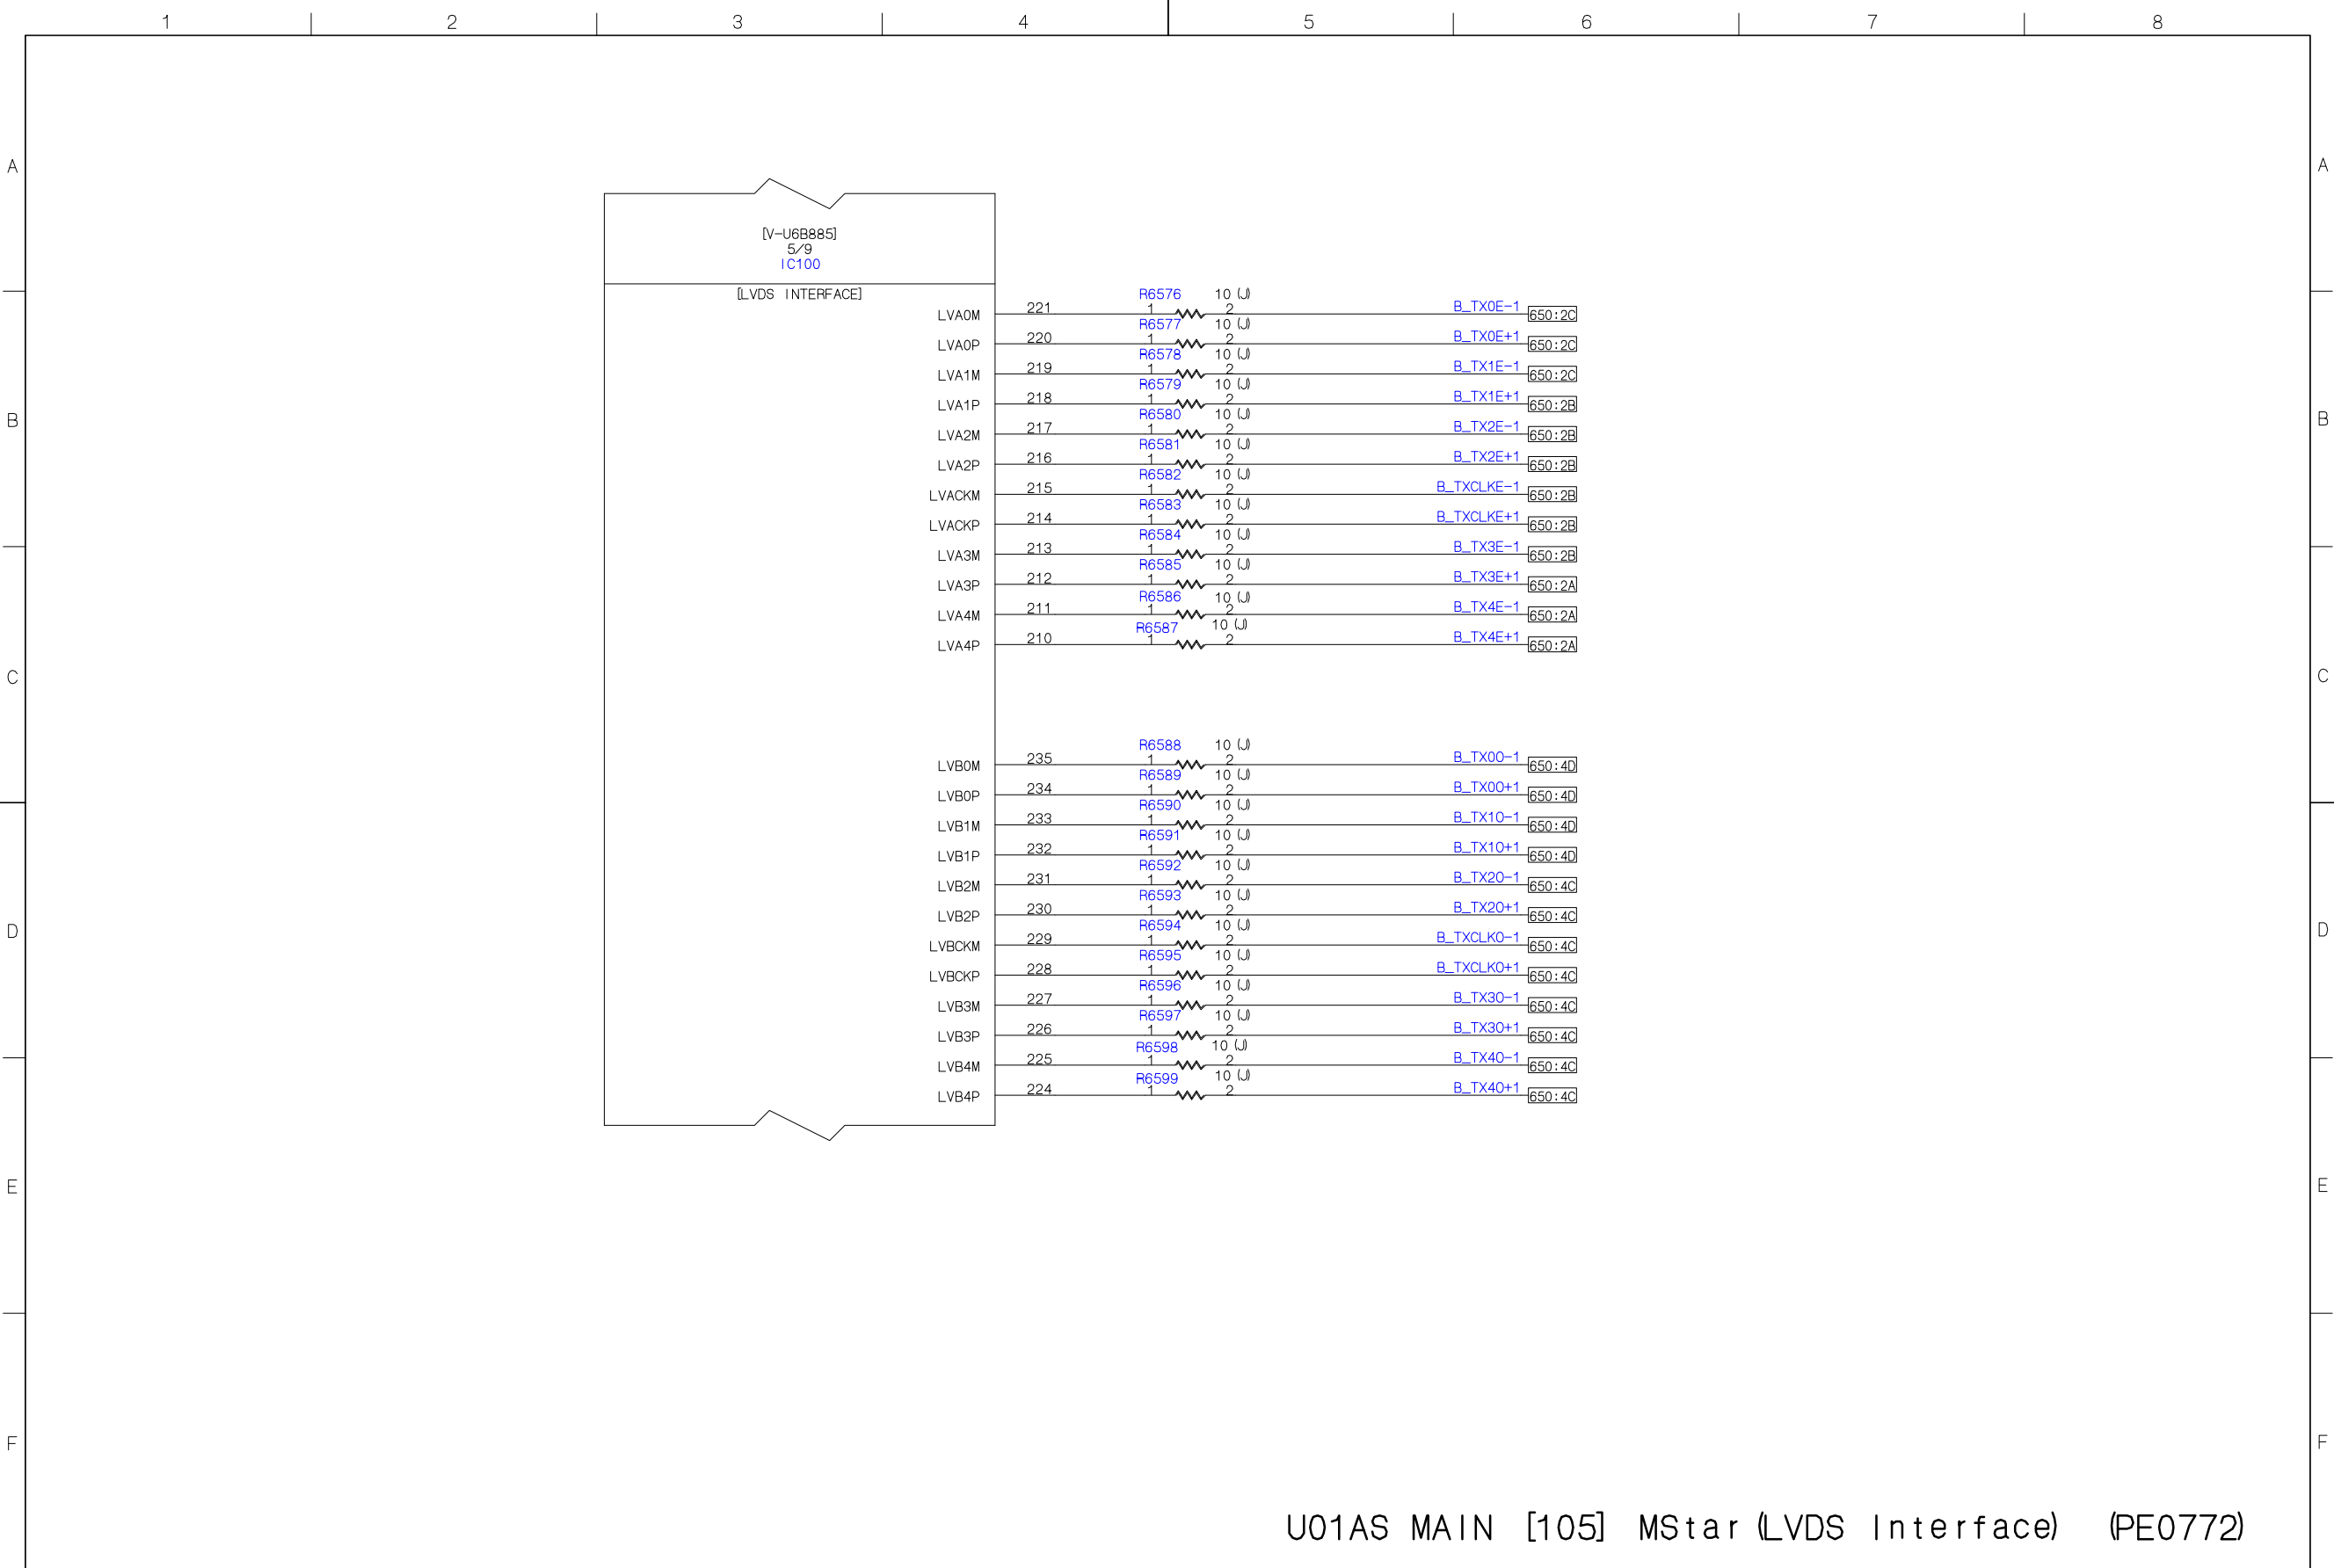 1 2 3 4 5 6 7 8
A A
[V-U6B885]
5/9
IC100
[LVDS INTERFACE]
LVA0M 221 R6576 1 10 (J) 2 B_TX0E-1 650:2C
LVA0P 220 R6577 1 10 (J) 2 B_TX0E+1 650:2C
LVA1M 219 R6578 1 10 (J) 2 B_TX1E-1 650:2C
LVA1P 218 R6579 1 10 (J) 2 B_TX1E+1 650:2B
B B
LVA2M 217 R6580 1 10 (J) 2 B_TX2E-1 650:2B
LVA2P 216 R6581 1 10 (J) 2 B_TX2E+1 650:2B
LVACKM 215 R6582 1 10 (J) 2 B_TXCLKE-1 650:2B
LVACKP 214 R6583 1 10 (J) 2 B_TXCLKE+1 650:2B
LVA3M 213 R6584 1 10 (J) 2 B_TX3E-1 650:2B
LVA3P 212 R6585 1 10 (J) 2 B_TX3E+1 650:2A
LVA4M 211 R6586 1 10 (J) 2 B_TX4E-1 650:2A
LVA4P 210 R6587 1 10 (J) 2 B_TX4E+1 650:2A
C C
LVB0M 235 R6588 1 10 (J) 2 B_TX0O-1 650:4D
LVB0P 234 R6589 1 10 (J) 2 B_TX0O+1 650:4D
LVB1M 233 R6590 1 10 (J) 2 B_TX1O-1 650:4D
LVB1P 232 R6591 1 10 (J) 2 B_TX1O+1 650:4D
LVB2M 231 R6592 1 10 (J) 2 B_TX2O-1 650:4C
LVB2P 230 R6593 1 10 (J) 2 B_TX2O+1 650:4C
D D
LVBCKM 229 R6594 1 10 (J) 2 B_TXCLKO-1 650:4C
LVBCKP 228 R6595 1 10 (J) 2 B_TXCLKO+1 650:4C
LVB3M 227 R6596 1 10 (J) 2 B_TX3O-1 650:4C
LVB3P 226 R6597 1 10 (J) 2 B_TX3O+1 650:4C
LVB4M 225 R6598 1 10 (J) 2 B_TX4O-1 650:4C
LVB4P 224 R6599 1 10 (J) 2 B_TX4O+1 650:4C
E E
F F
U01AS MAIN [105] MStar(LVDS Interface) (PE0772)